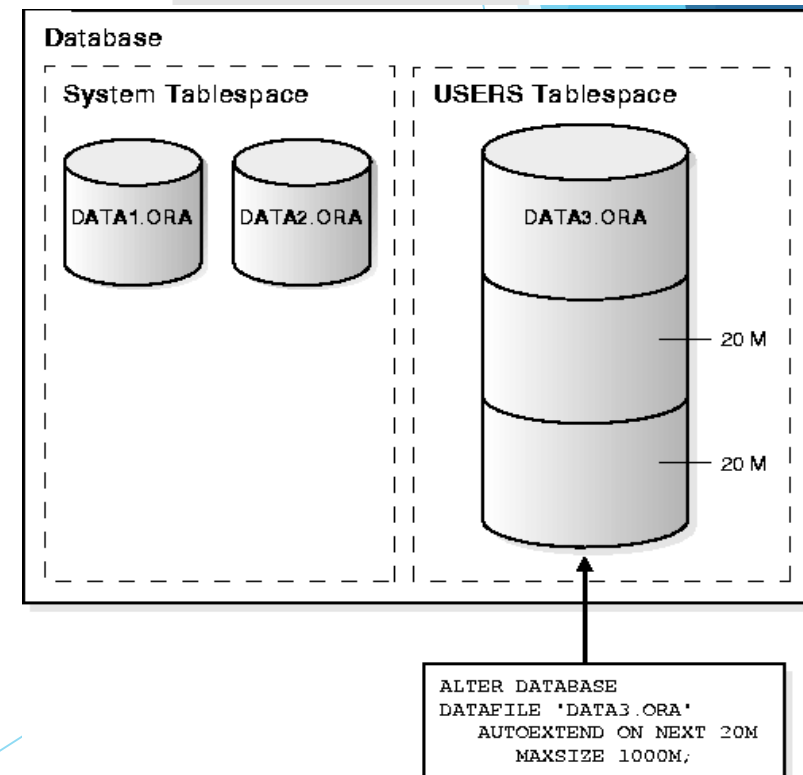 Database
System Tablespace
USERS Tablespace
DATA1.ORA
DATA2.ORA
DATA3.ORA
20 M
20 M
ALTER DATABASE
DATAFILE 'DATA3.ORA'
AUTOEXTEND ON NEXT 20M
MAXSIZE 1000M;